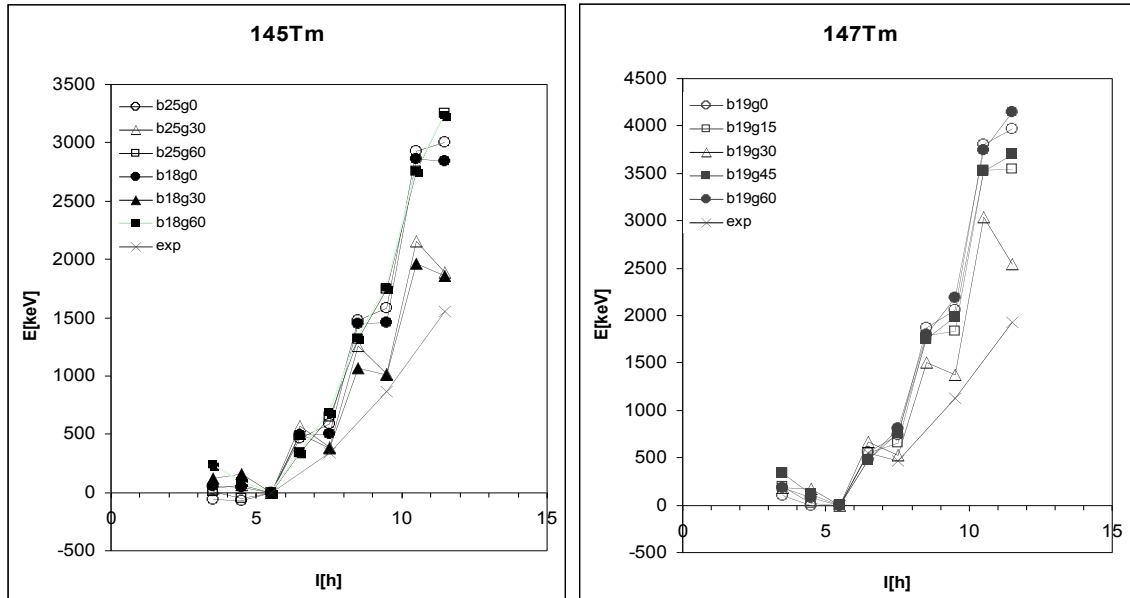 145Tm
3500
3000
2500
2000
1500
1000
500
0
-500
0
5
10
15
E[keV]
I[h]
b25g0
b25g30
b25g60
b18g0
b18g30
b18g60
exp
147Tm
4500
4000
3500
3000
2500
2000
1500
1000
500
0
-500
0
5
10
15
E[keV]
I[h]
b19g0
b19g15
b19g30
b19g45
b19g60
exp